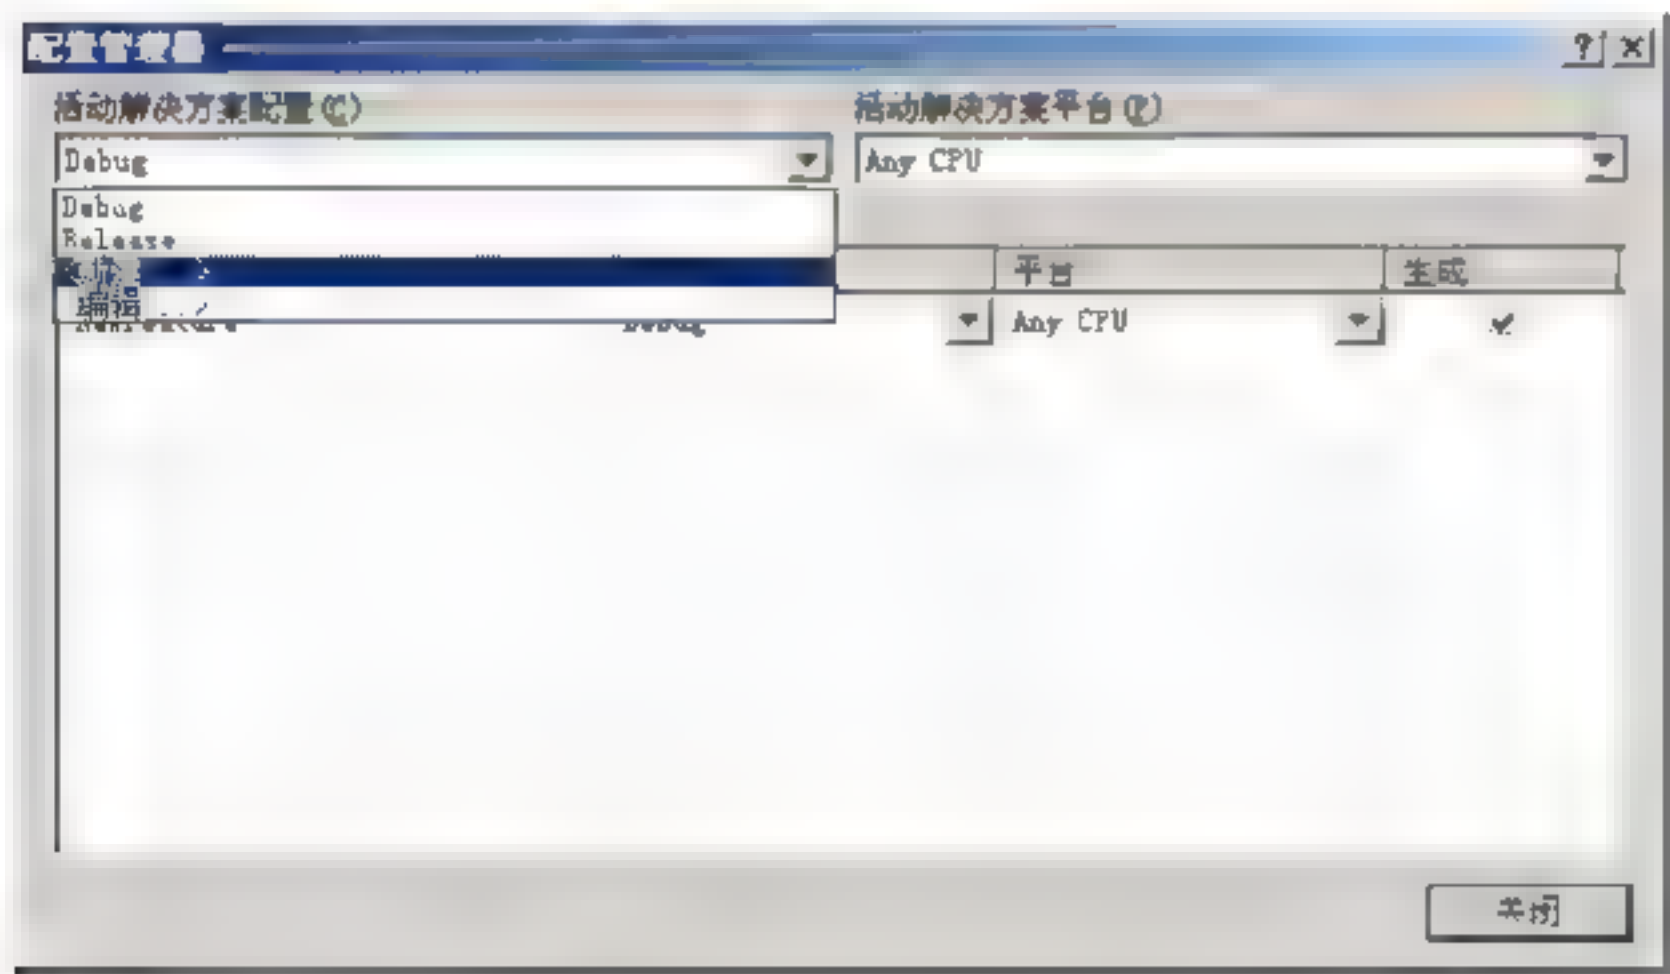 配置管理器
活动解决方案配置(C)
活动解决方案平台(P)
Debug
Any CPU
Debug
Release
平台
生成
编辑...
Debug
Any CPU
关闭